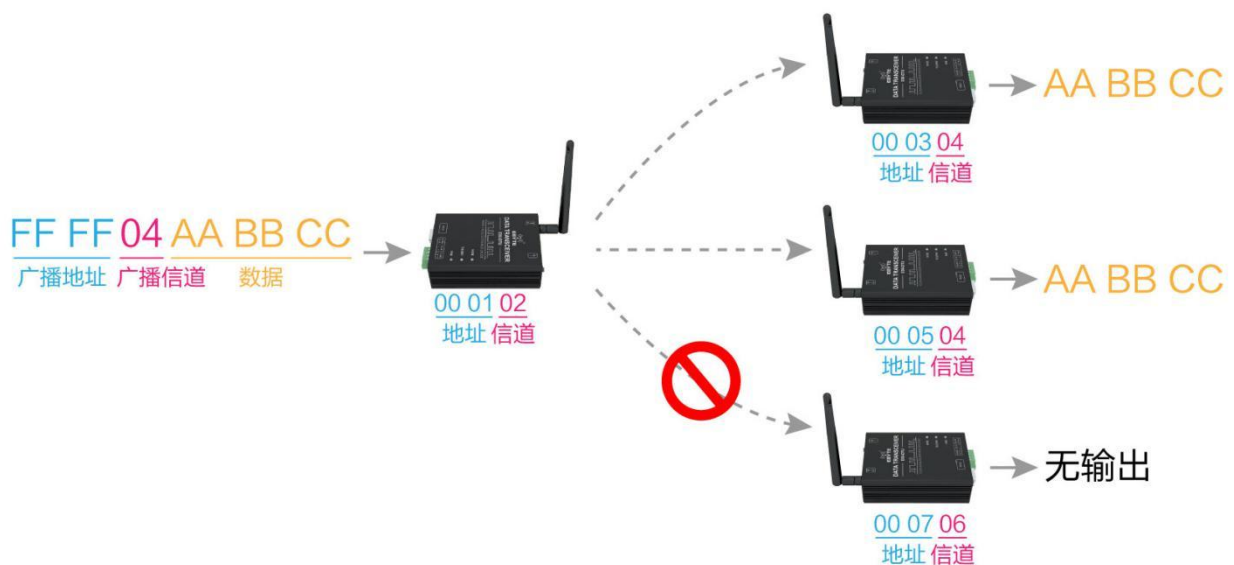 AA BB CC
00 03 04
地址 信道
FF FF 04 AA BB CC
广播地址 广播信道 数据
DATA TRANSCEIVER
00 01 02
地址 信道
AA BB CC
00 05 04
地址 信道
无输出
00 07 06
地址 信道